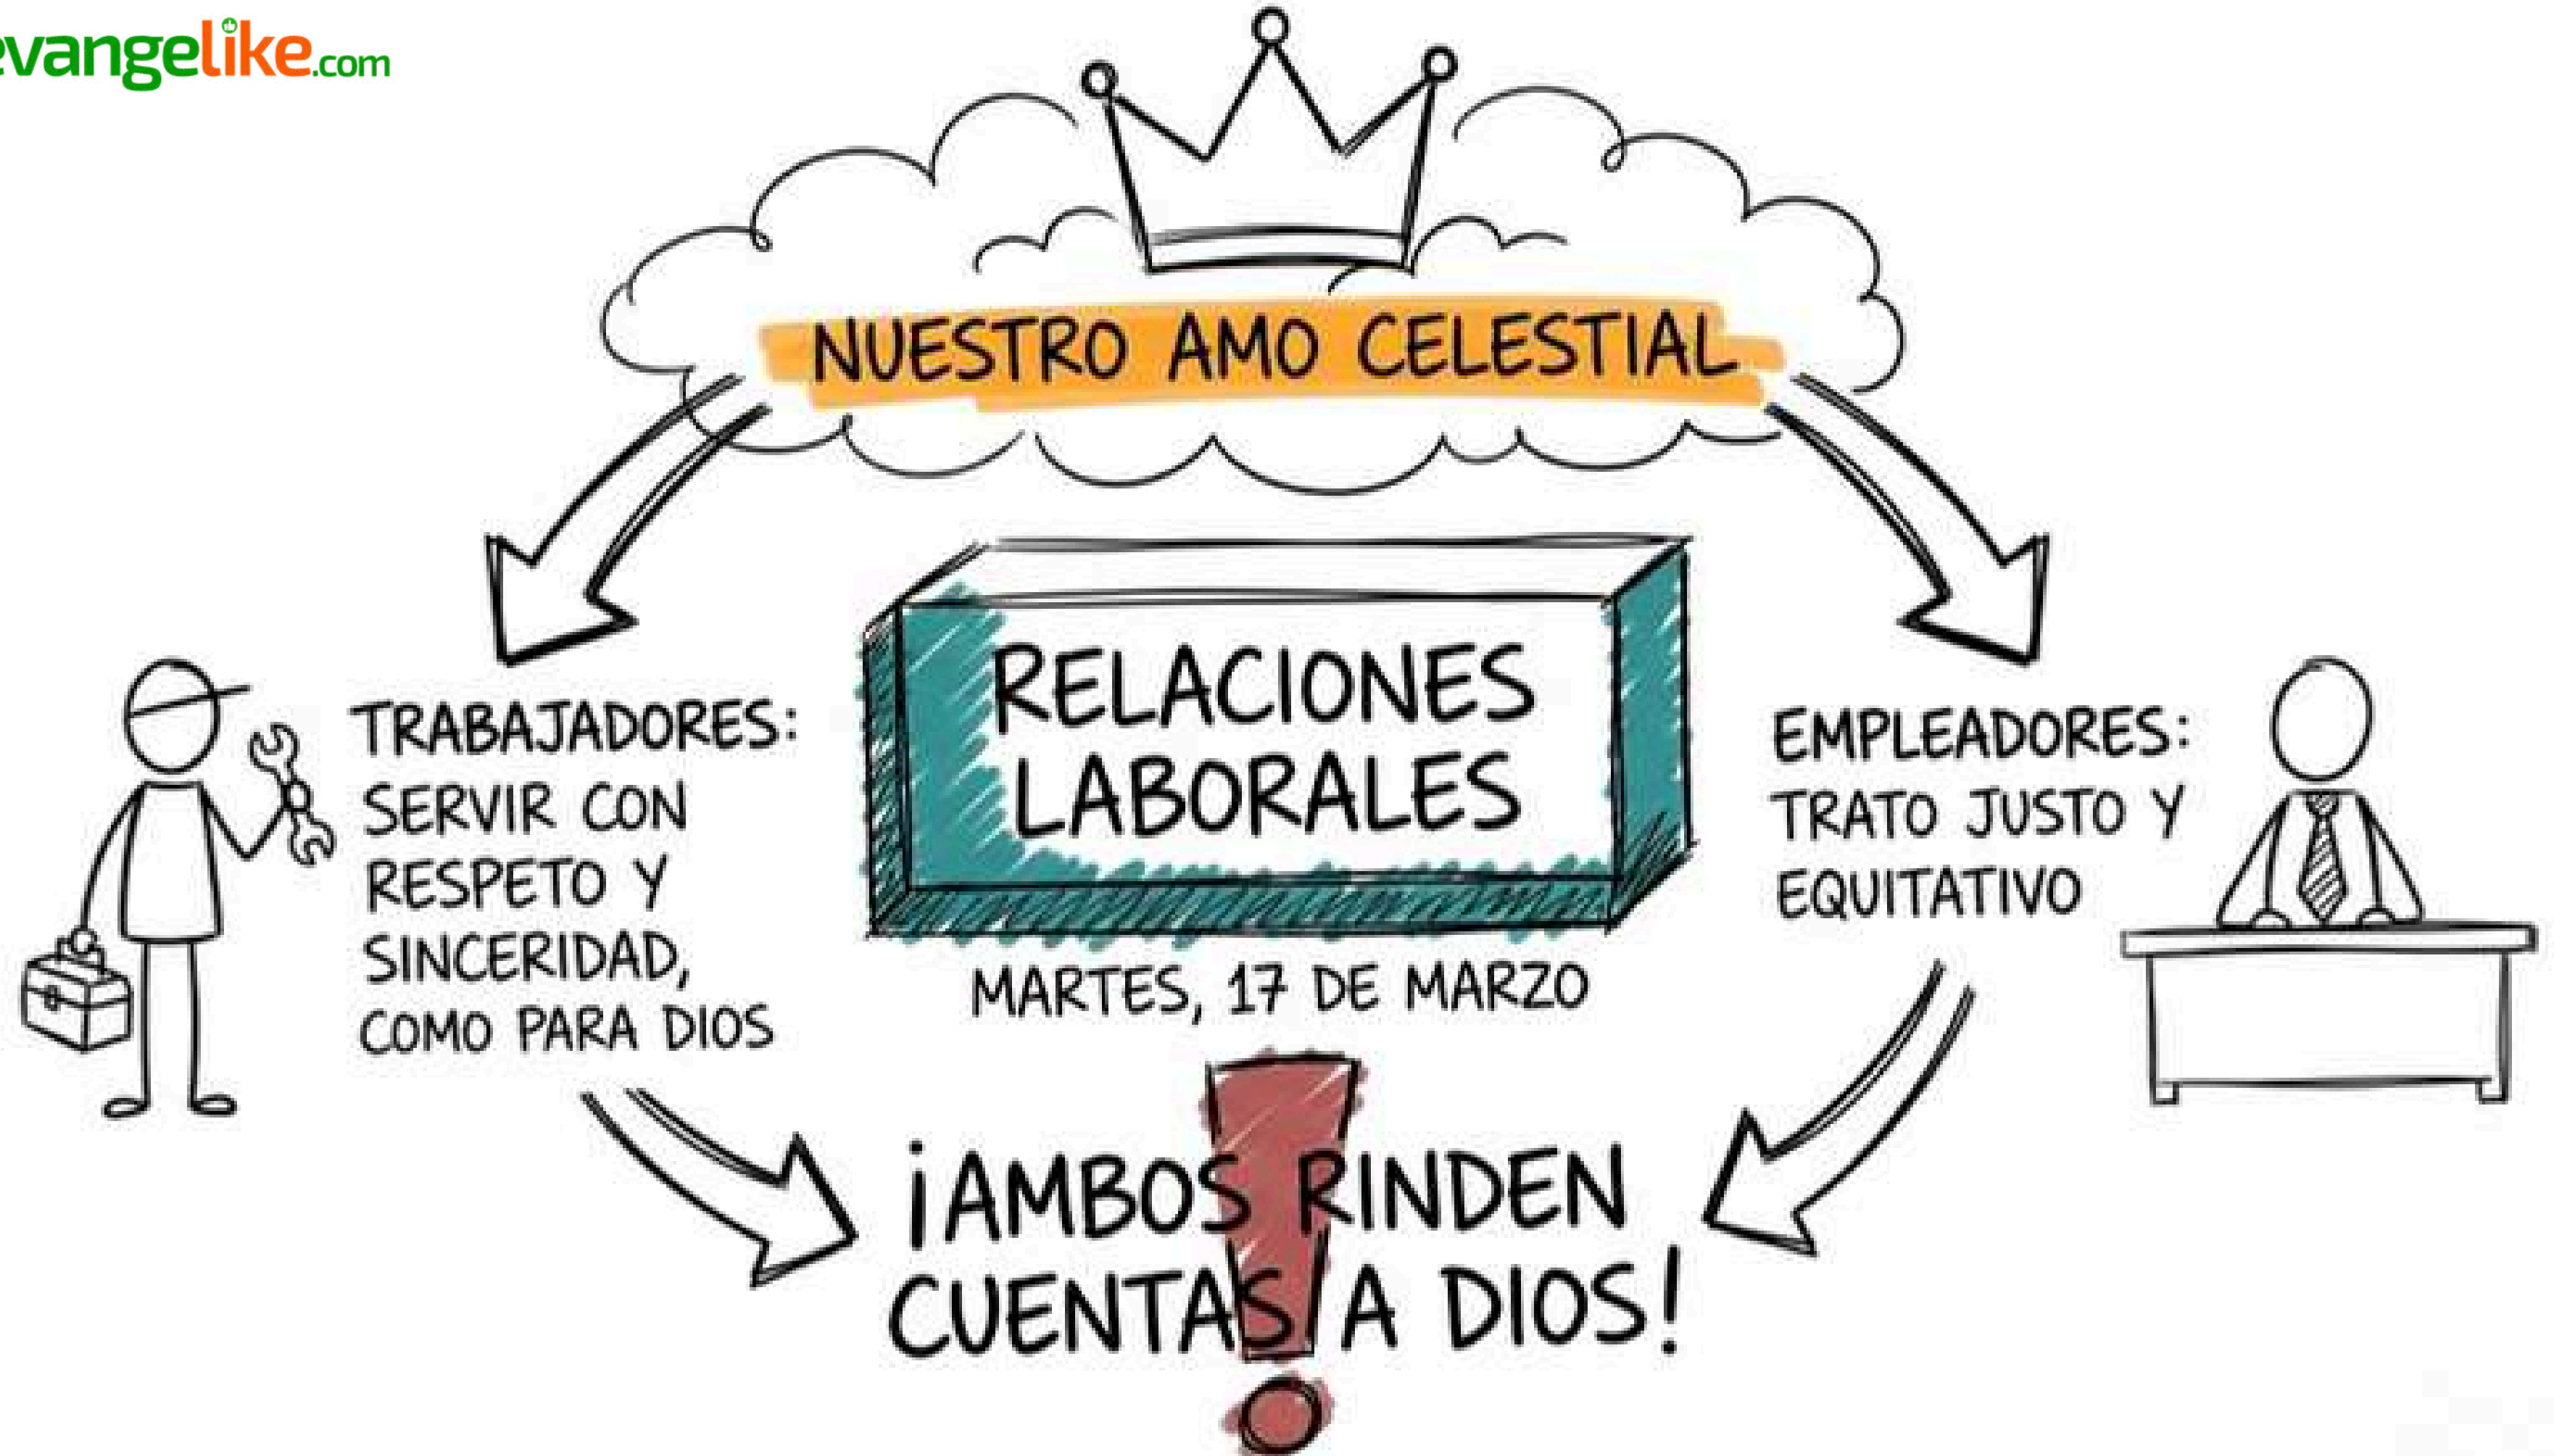 evangelike.com
NUESTRO AMO CELESTIAL
RELACIONES
LABORALES
MARTES, 17 DE MARZO
TRABAJADORES:
SERVIR CON
RESPETO Y
SINCERIDAD,
COMO PARA DIOS
EMPLEADORES:
TRATO JUSTO Y
EQUITATIVO
¡AMBOS RINDEN
CUENTAS A DIOS!